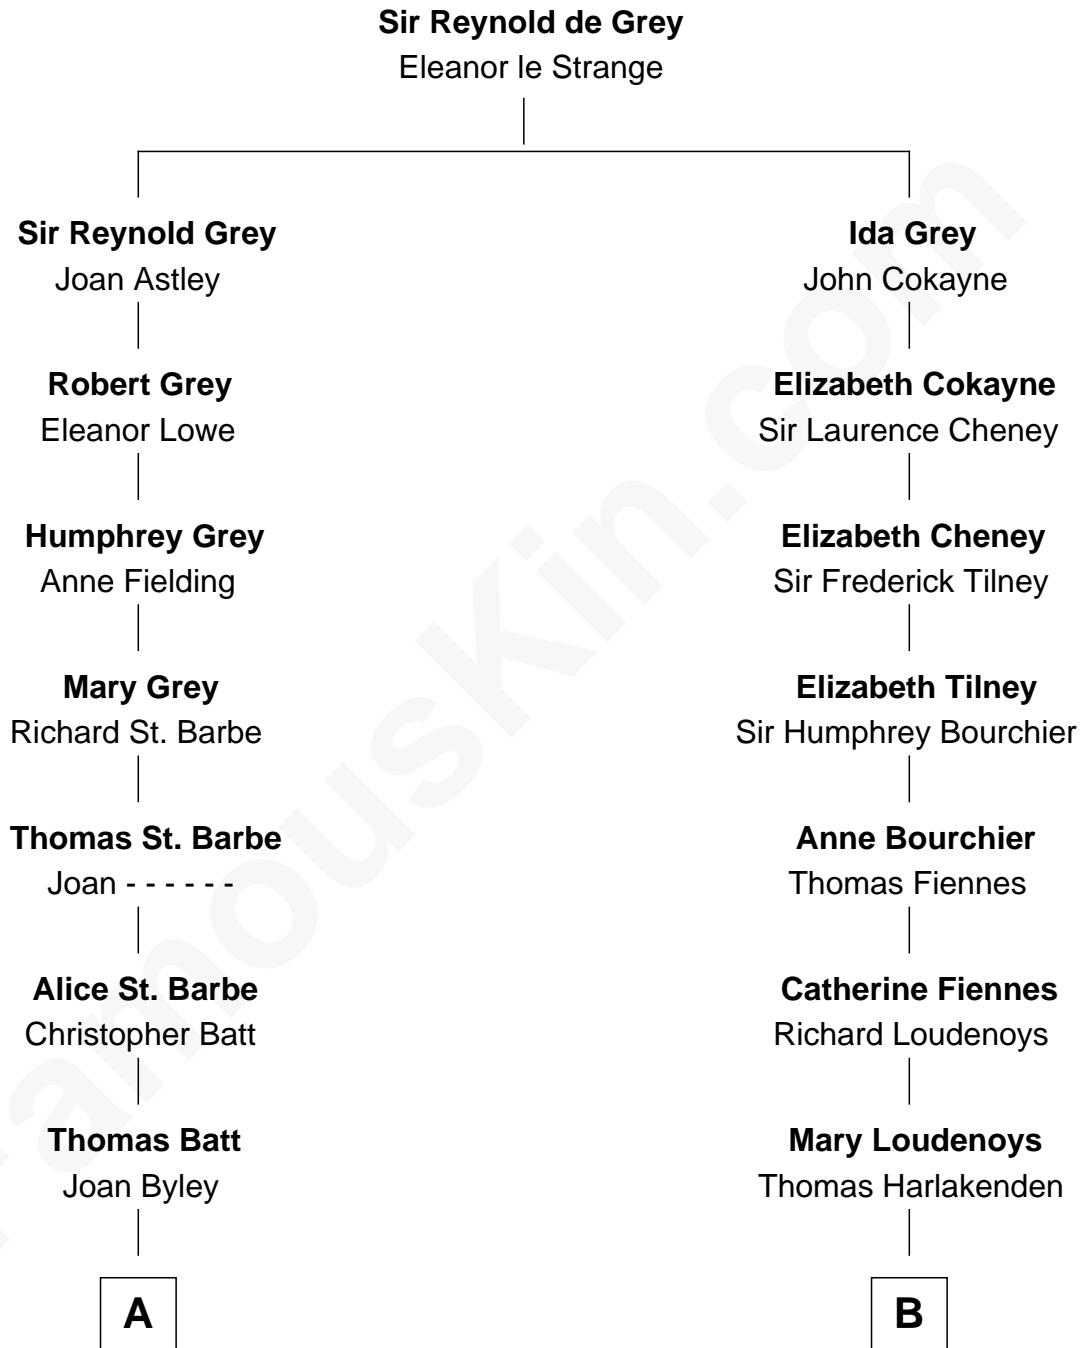 Sir Reynold de Grey
Eleanor le Strange
Sir Reynold Grey
Joan Astley
Ida Grey
John Cokayne
Robert Grey
Eleanor Lowe
Elizabeth Cokayne
Sir Laurence Cheney
Humphrey Grey
Anne Fielding
Elizabeth Cheney
Sir Frederick Tilney
Mary Grey
Richard St. Barbe
Elizabeth Tilney
Sir Humphrey Bourchier
Thomas St. Barbe
Joan - - - - - -
Anne Bourchier
Thomas Fiennes
Alice St. Barbe
Christopher Batt
Catherine Fiennes
Richard Loudenoys
Thomas Batt
Joan Byley
Mary Loudenoys
Thomas Harlakenden
A
B
FamousKin.com